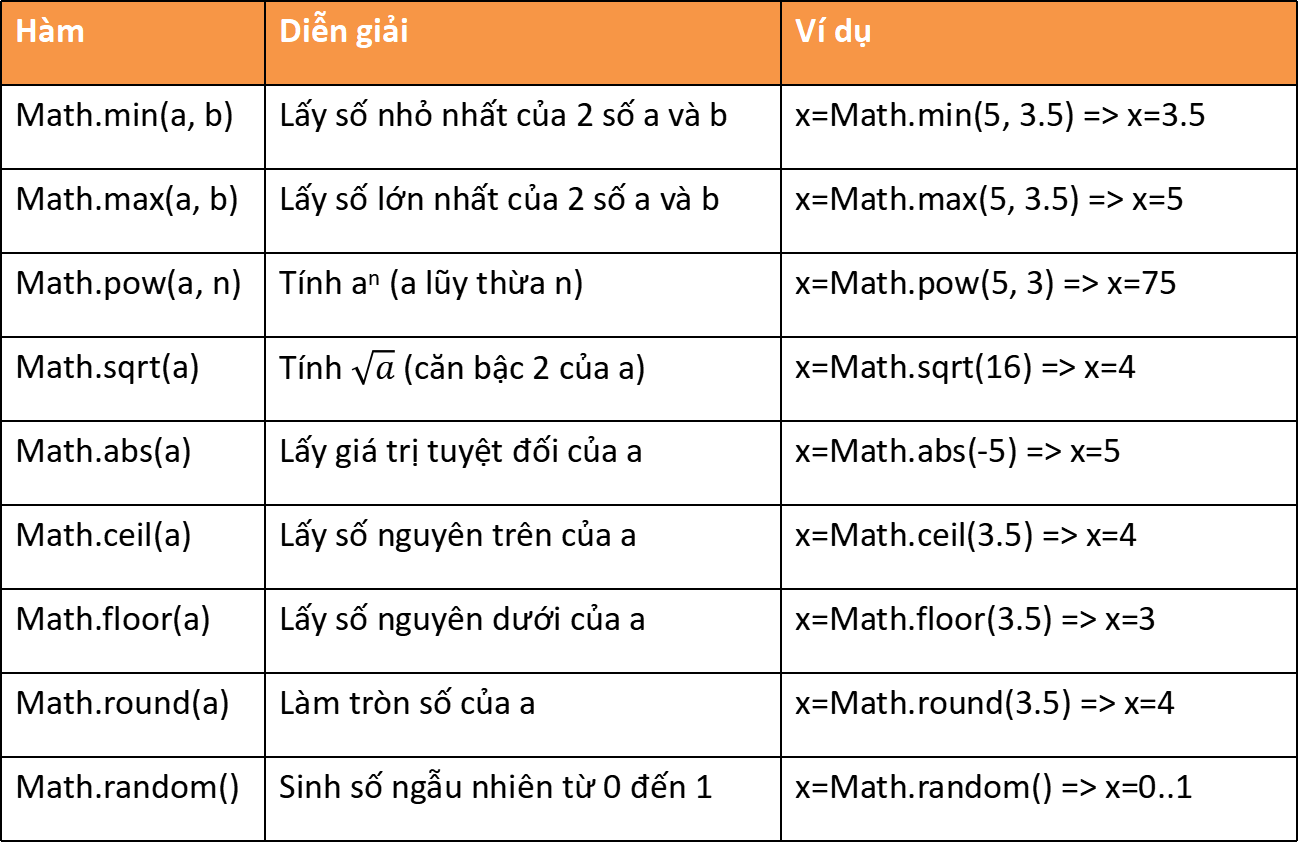 Hàm Diễn giải Ví dụ
Math.min(a, b) Lấy số nhỏ nhất của 2 số a và b x=Math.min(5, 3.5) => x=3.5
Math.max(a, b) Lấy số lớn nhất của 2 số a và b x=Math.max(5, 3.5) => x=5
Math.pow(a, n) Tính aⁿ (a lũy thừa n) x=Math.pow(5, 3) => x=75
Math.sqrt(a) Tính √a (căn bậc 2 của a) x=Math.sqrt(16) => x=4
Math.abs(a) Lấy giá trị tuyệt đối của a x=Math.abs(-5) => x=5
Math.ceil(a) Lấy số nguyên trên của a x=Math.ceil(3.5) => x=4
Math.floor(a) Lấy số nguyên dưới của a x=Math.floor(3.5) => x=3
Math.round(a) Làm tròn số của a x=Math.round(3.5) => x=4
Math.random() Sinh số ngẫu nhiên từ 0 đến 1 x=Math.random() => x=0..1